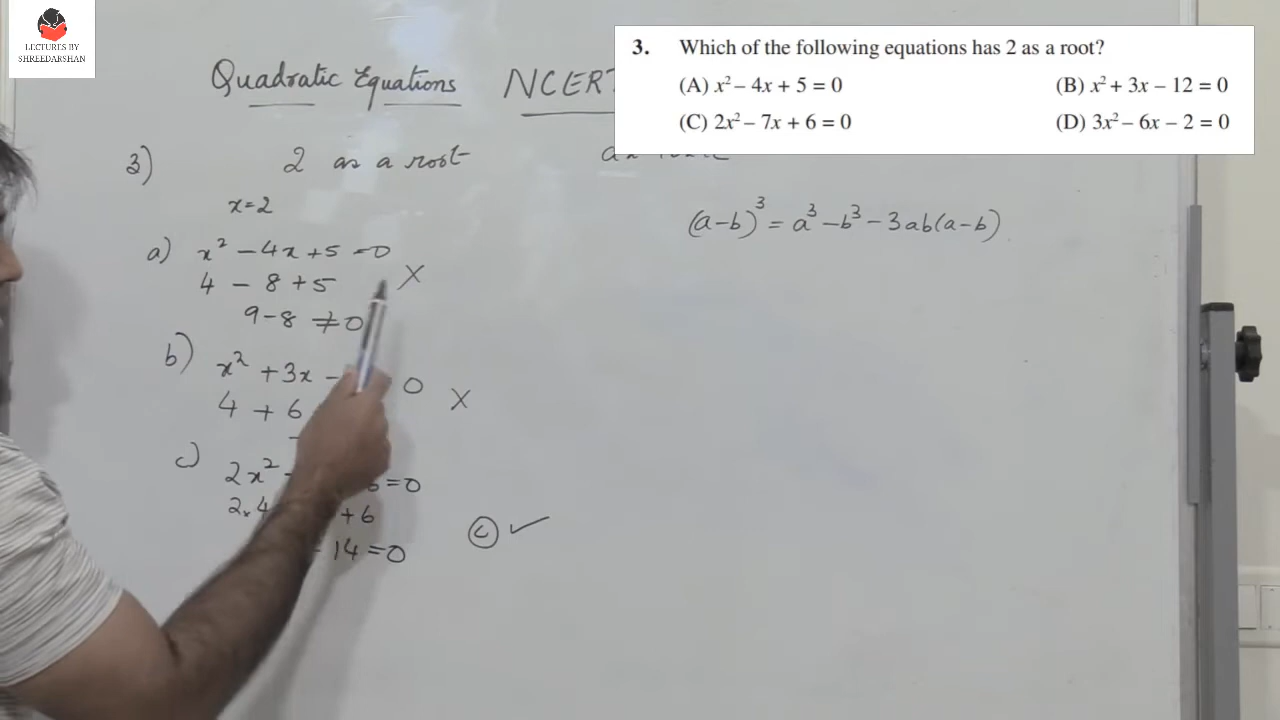 LECTURES BY
SHREEDARSHAN
Quadratic Equations NCERT
3. Which of the following equations has 2 as a root?
(A) x² – 4x + 5 = 0 (B) x² + 3x – 12 = 0
(C) 2x² – 7x + 6 = 0 (D) 3x² – 6x – 2 = 0
3) 2 as a root
x=2
a) x² – 4x + 5 = 0
4 – 8 + 5 X
9 – 8 ≠ 0
b) x² + 3x – 0
4 + 6 X
c) 2x² – 6 = 0
2×4 + 6
14 = 0
(c) ✓
(a–b)³ = a³ – b³ – 3ab(a–b)